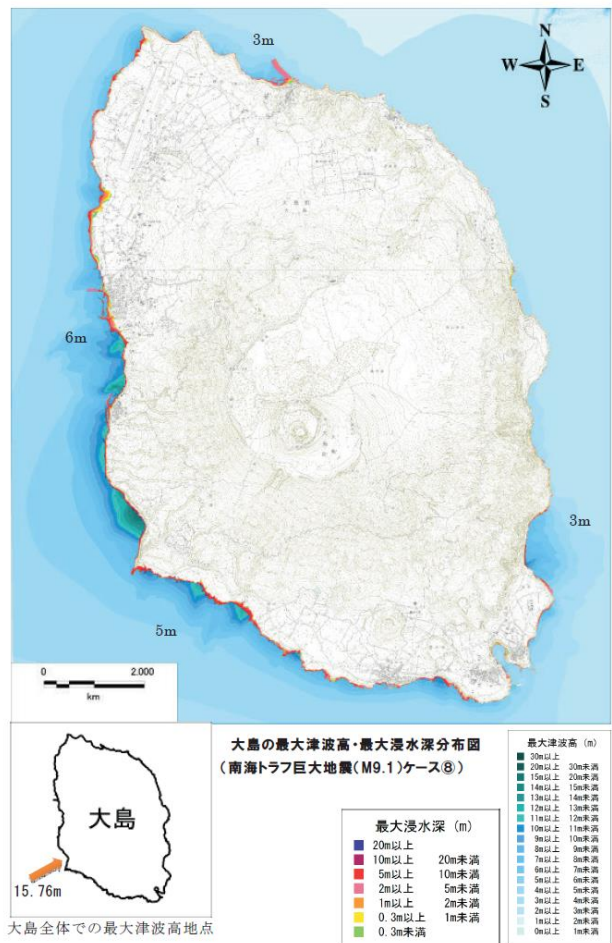 3m
N
W E
S
6m
3m
5m
0 2,000
km
大島の最大津波高・最大浸水深分布図
(南海トラフ巨大地震(M9.1)ケース⑧)
大島
15.76m
大島全体での最大津波高地点
最大浸水深 (m)
20m以上
10m以上 20m未満
5m以上 10m未満
2m以上 5m未満
1m以上 2m未満
0.3m以上 1m未満
0.3m未満
最大津波高 (m)
30m以上
20m以上 30m未満
15m以上 20m未満
14m以上 15m未満
13m以上 14m未満
12m以上 13m未満
11m以上 12m未満
10m以上 11m未満
9m以上 10m未満
8m以上 9m未満
7m以上 8m未満
6m以上 7m未満
5m以上 6m未満
4m以上 5m未満
3m以上 4m未満
2m以上 3m未満
1m以上 2m未満
0m以上 1m未満